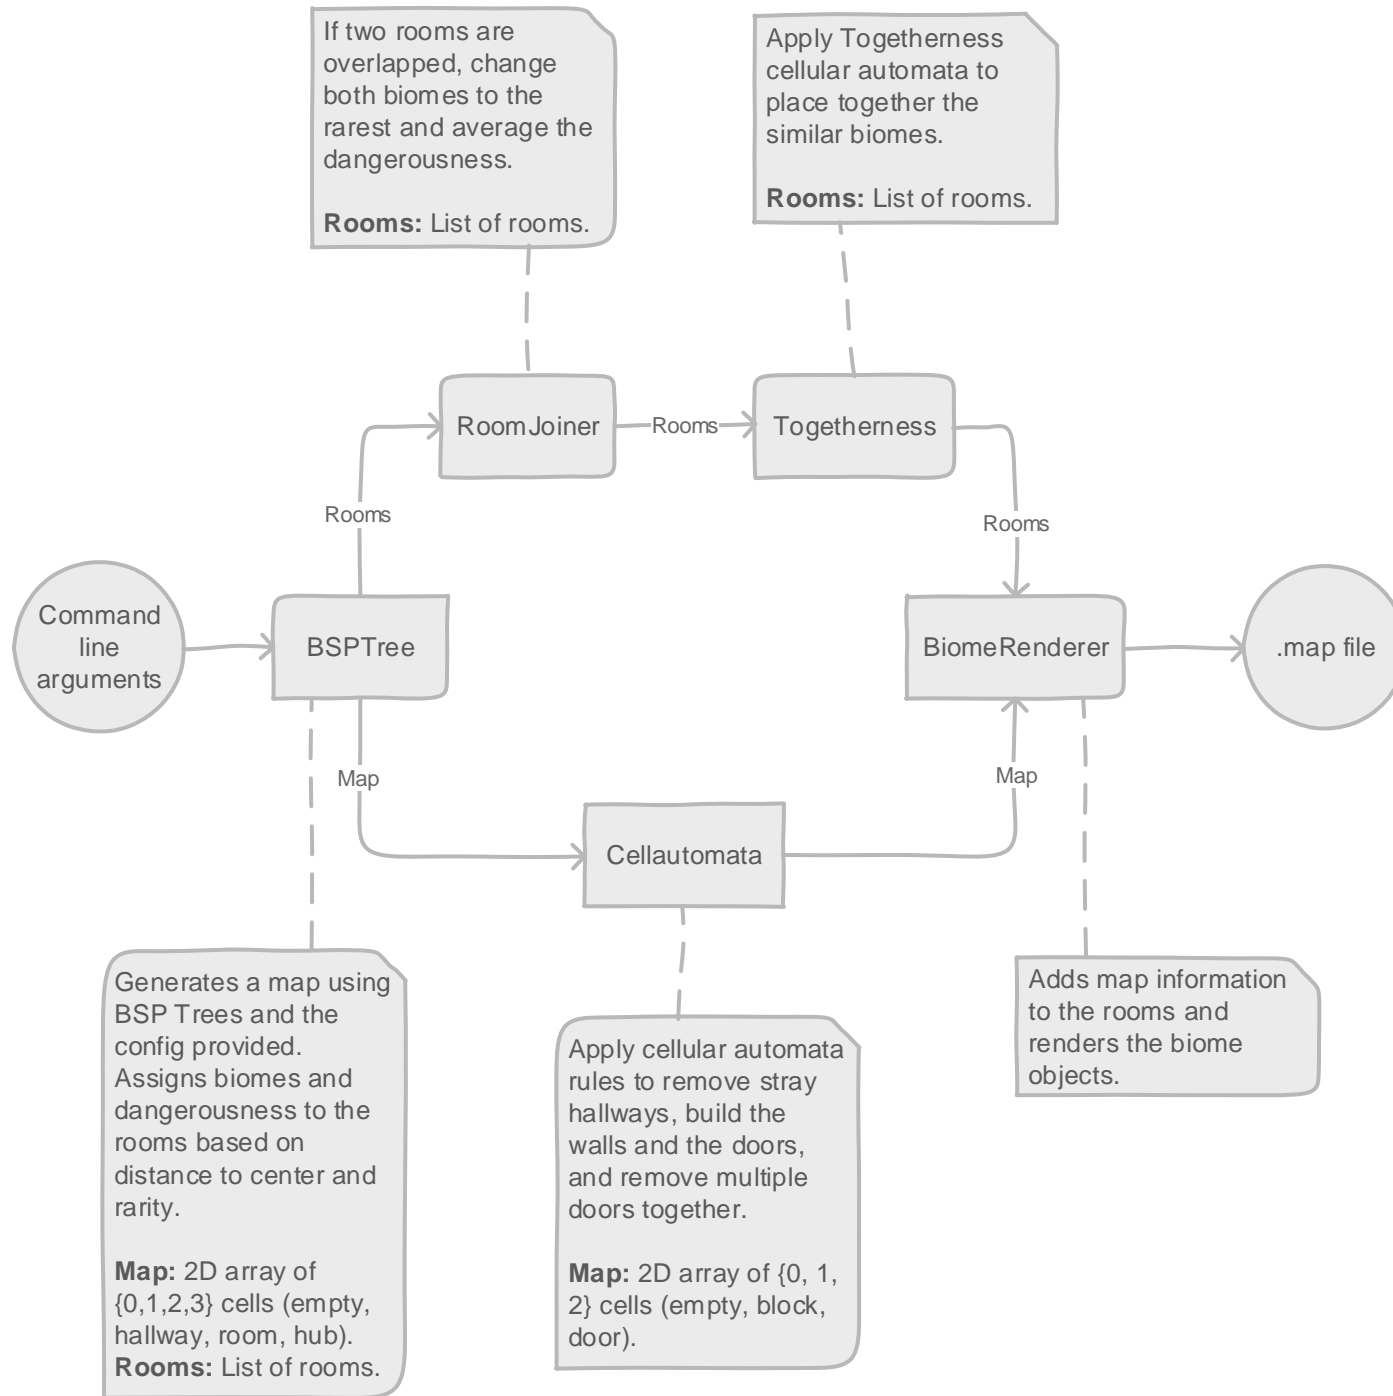 If two rooms are
overlapped, change
both biomes to the
rarest and average the
dangerousness.
Rooms: List of rooms.
Apply Togetherness
cellular automata to
place together the
similar biomes.
Rooms: List of rooms.
RoomJoiner
Rooms
Togetherness
Rooms
Rooms
Command
line
arguments
BSPTree
BiomeRenderer
.map file
Map
Map
Cellautomata
Generates a map using
BSP Trees and the
config provided.
Assigns biomes and
dangerousness to the
rooms based on
distance to center and
rarity.
Map: 2D array of
{0,1,2,3} cells (empty,
hallway, room, hub).
Rooms: List of rooms.
Apply cellular automata
rules to remove stray
hallways, build the
walls and the doors,
and remove multiple
doors together.
Map: 2D array of {0, 1,
2} cells (empty, block,
door).
Adds map information
to the rooms and
renders the biome
objects.